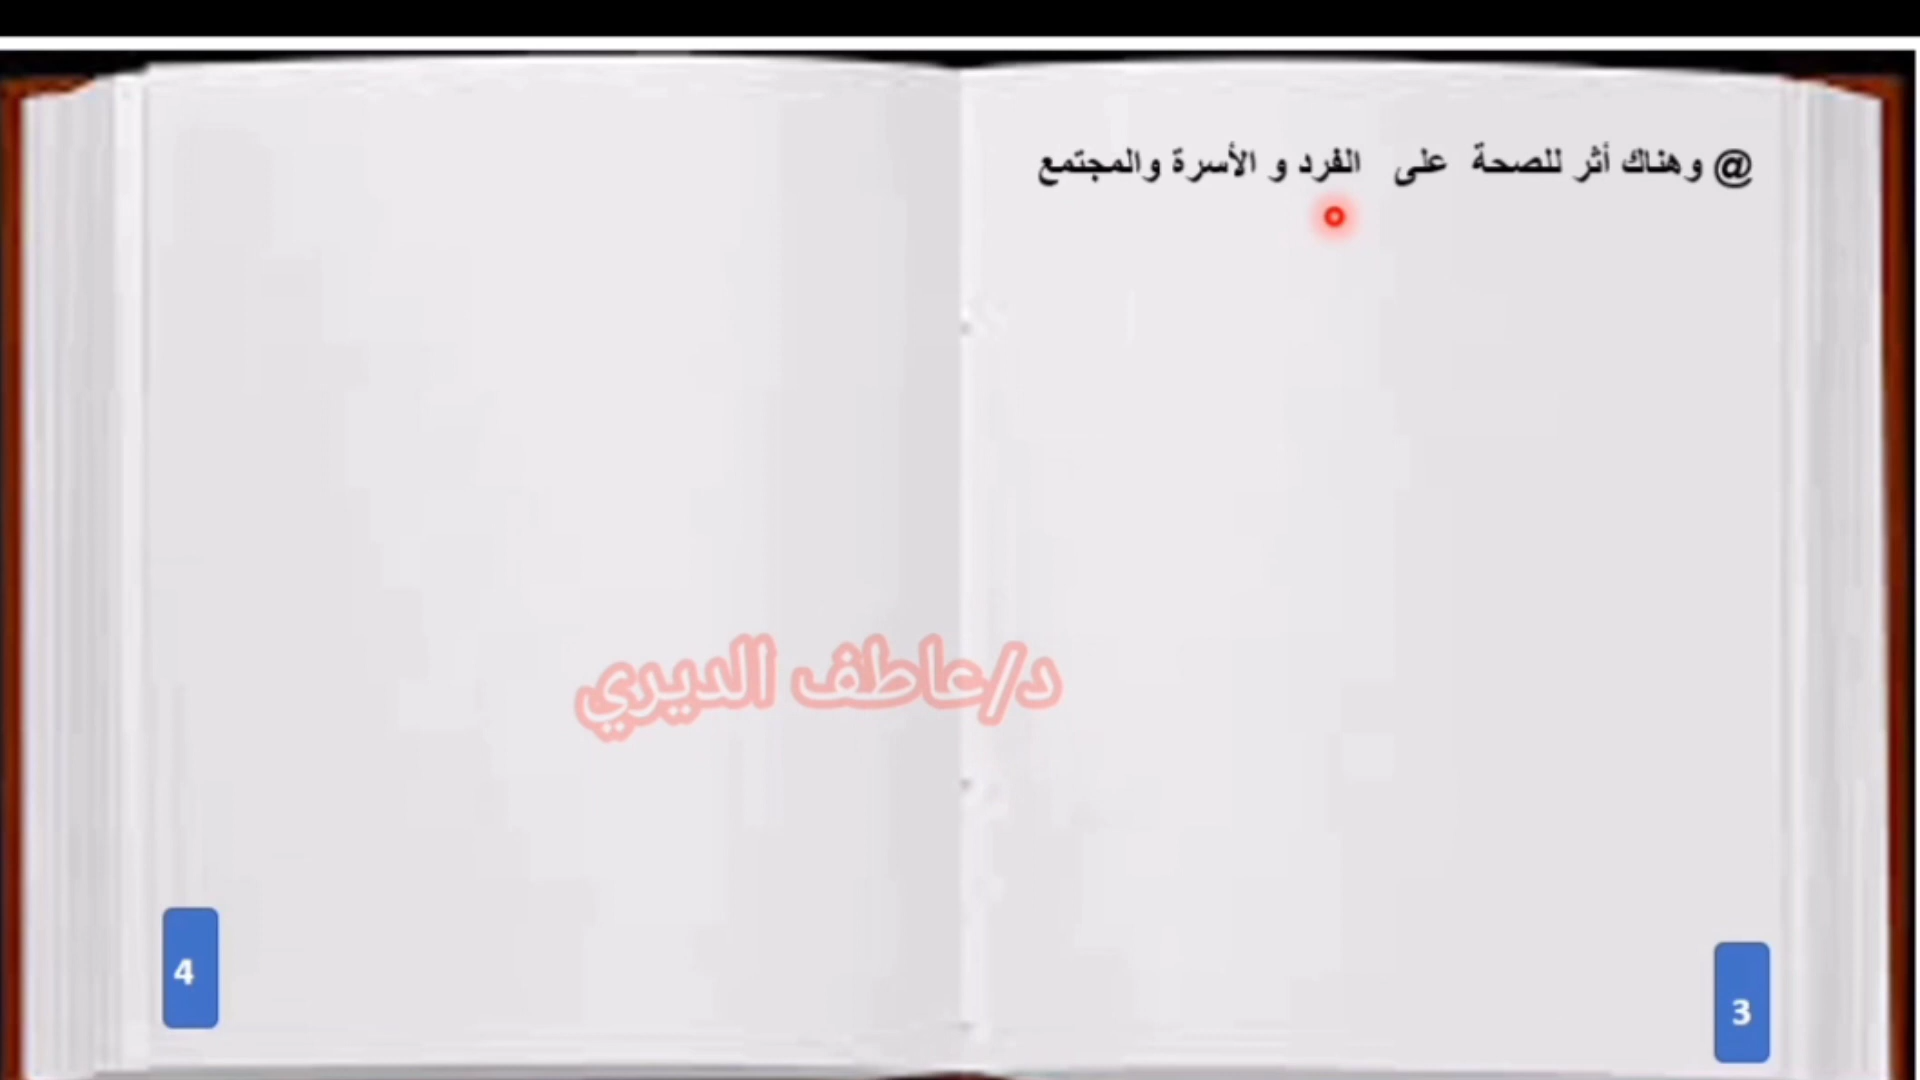 @ وهناك أثر للصحة على الفرد و الأسرة والمجتمع
د/عاطف الديري
3
4